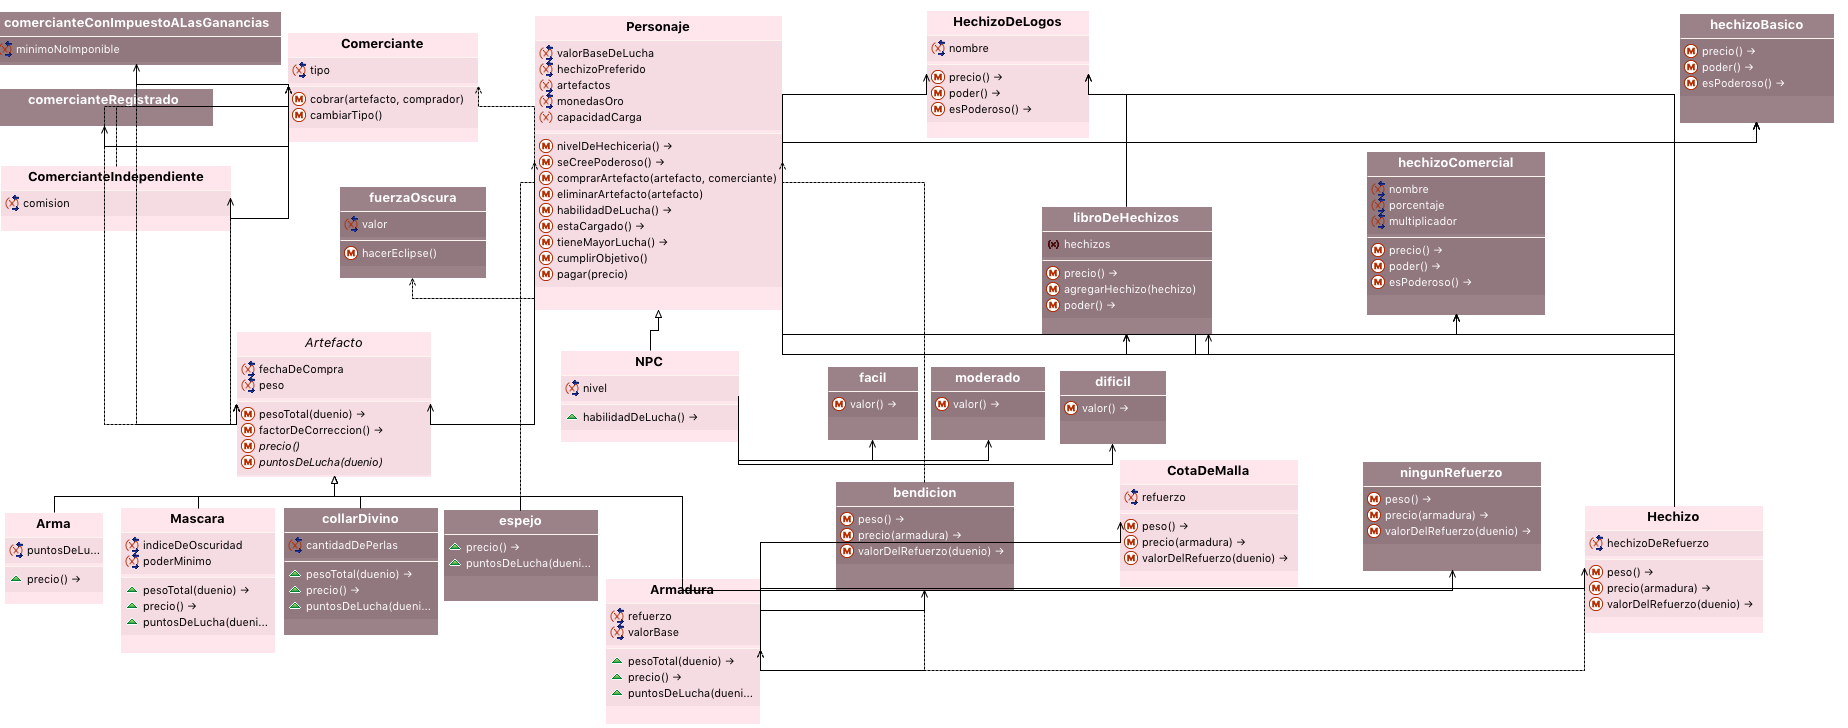 comercianteConImpuestoALasGanancias
minimoNoImponible
comercianteRegistrado
ComercianteIndependiente
comision
Comerciante
tipo
cobrar(artefacto, comprador)
cambiarTipo()
fuerzaOscura
valor
hacerEclipse()
Personaje
valorBaseDeLucha
hechizoPreferido
artefactos
monedasOro
capacidadCarga
nivelDeHechiceria() →
seCreePoderoso() →
comprarArtefacto(artefacto, comerciante)
eliminarArtefacto(artefacto)
habilidadDeLucha() →
estaCargado() →
tieneMayorLucha() →
cumplirObjetivo()
pagar(precio)
HechizoDeLogos
nombre
precio() →
poder() →
esPoderoso() →
hechizoBasico
precio() →
poder() →
esPoderoso() →
hechizoComercial
nombre
porcentaje
multiplicador
precio() →
poder() →
esPoderoso() →
libroDeHechizos
hechizos
precio() →
agregarHechizo(hechizo)
poder() →
Artefacto
fechaDeCompra
peso
pesoTotal(duenio) →
factorDeCorreccion() →
precio()
puntosDeLucha(duenio)
NPC
nivel
habilidadDeLucha() →
facil
valor() →
moderado
valor() →
dificil
valor() →
Arma
puntosDeLu...
precio() →
Mascara
indiceDeOscuridad
poderMinimo
pesoTotal(duenio) →
precio() →
puntosDeLucha(dueni...
collarDivino
cantidadDePerlas
pesoTotal(duenio) →
precio() →
puntosDeLucha(dueni...
espejo
precio() →
puntosDeLucha(dueni...
Armadura
refuerzo
valorBase
pesoTotal(duenio) →
precio() →
puntosDeLucha(dueni...
bendicion
peso() →
precio(armadura) →
valorDelRefuerzo(duenio) →
CotaDeMalla
refuerzo
peso() →
precio(armadura) →
valorDelRefuerzo(duenio) →
ningunRefuerzo
peso() →
precio(armadura) →
valorDelRefuerzo(duenio) →
Hechizo
hechizoDeRefuerzo
peso() →
precio(armadura) →
valorDelRefuerzo(duenio) →